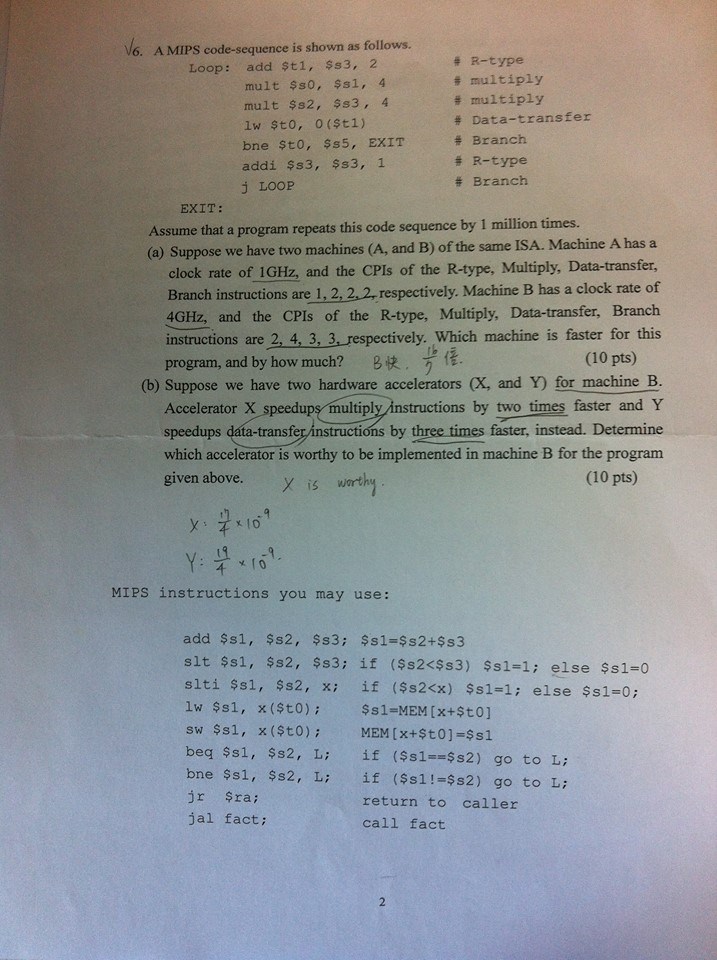 √6. A MIPS code-sequence is shown as follows.
Loop: add $t1, $s3, 2 # R-type
mult $s0, $s1, 4 # multiply
mult $s2, $s3, 4 # multiply
lw $t0, 0($t1) # Data-transfer
bne $t0, $s5, EXIT # Branch
addi $s3, $s3, 1 # R-type
j LOOP # Branch
EXIT:
Assume that a program repeats this code sequence by 1 million times.
(a) Suppose we have two machines (A, and B) of the same ISA. Machine A has a
clock rate of 1GHz, and the CPIs of the R-type, Multiply, Data-transfer,
Branch instructions are 1, 2, 2, 2, respectively. Machine B has a clock rate of
4GHz, and the CPIs of the R-type, Multiply, Data-transfer, Branch
instructions are 2, 4, 3, 3, respectively. Which machine is faster for this
program, and by how much? B快. 16/7 倍. (10 pts)
(b) Suppose we have two hardware accelerators (X, and Y) for machine B.
Accelerator X speedups multiply instructions by two times faster and Y
speedups data-transfer instructions by three times faster, instead. Determine
which accelerator is worthy to be implemented in machine B for the program
given above. X is worthy. (10 pts)
X: 17/4 × 10^-9
Y: 19/4 × 10^-9.
MIPS instructions you may use:
add $s1, $s2, $s3; $s1=$s2+$s3
slt $s1, $s2, $s3; if ($s2<$s3) $s1=1; else $s1=0
slti $s1, $s2, x; if ($s2<x) $s1=1; else $s1=0;
lw $s1, x($t0); $s1=MEM[x+$t0]
sw $s1, x($t0); MEM[x+$t0]=$s1
beq $s1, $s2, L; if ($s1==$s2) go to L;
bne $s1, $s2, L; if ($s1!=$s2) go to L;
jr $ra; return to caller
jal fact; call fact
2